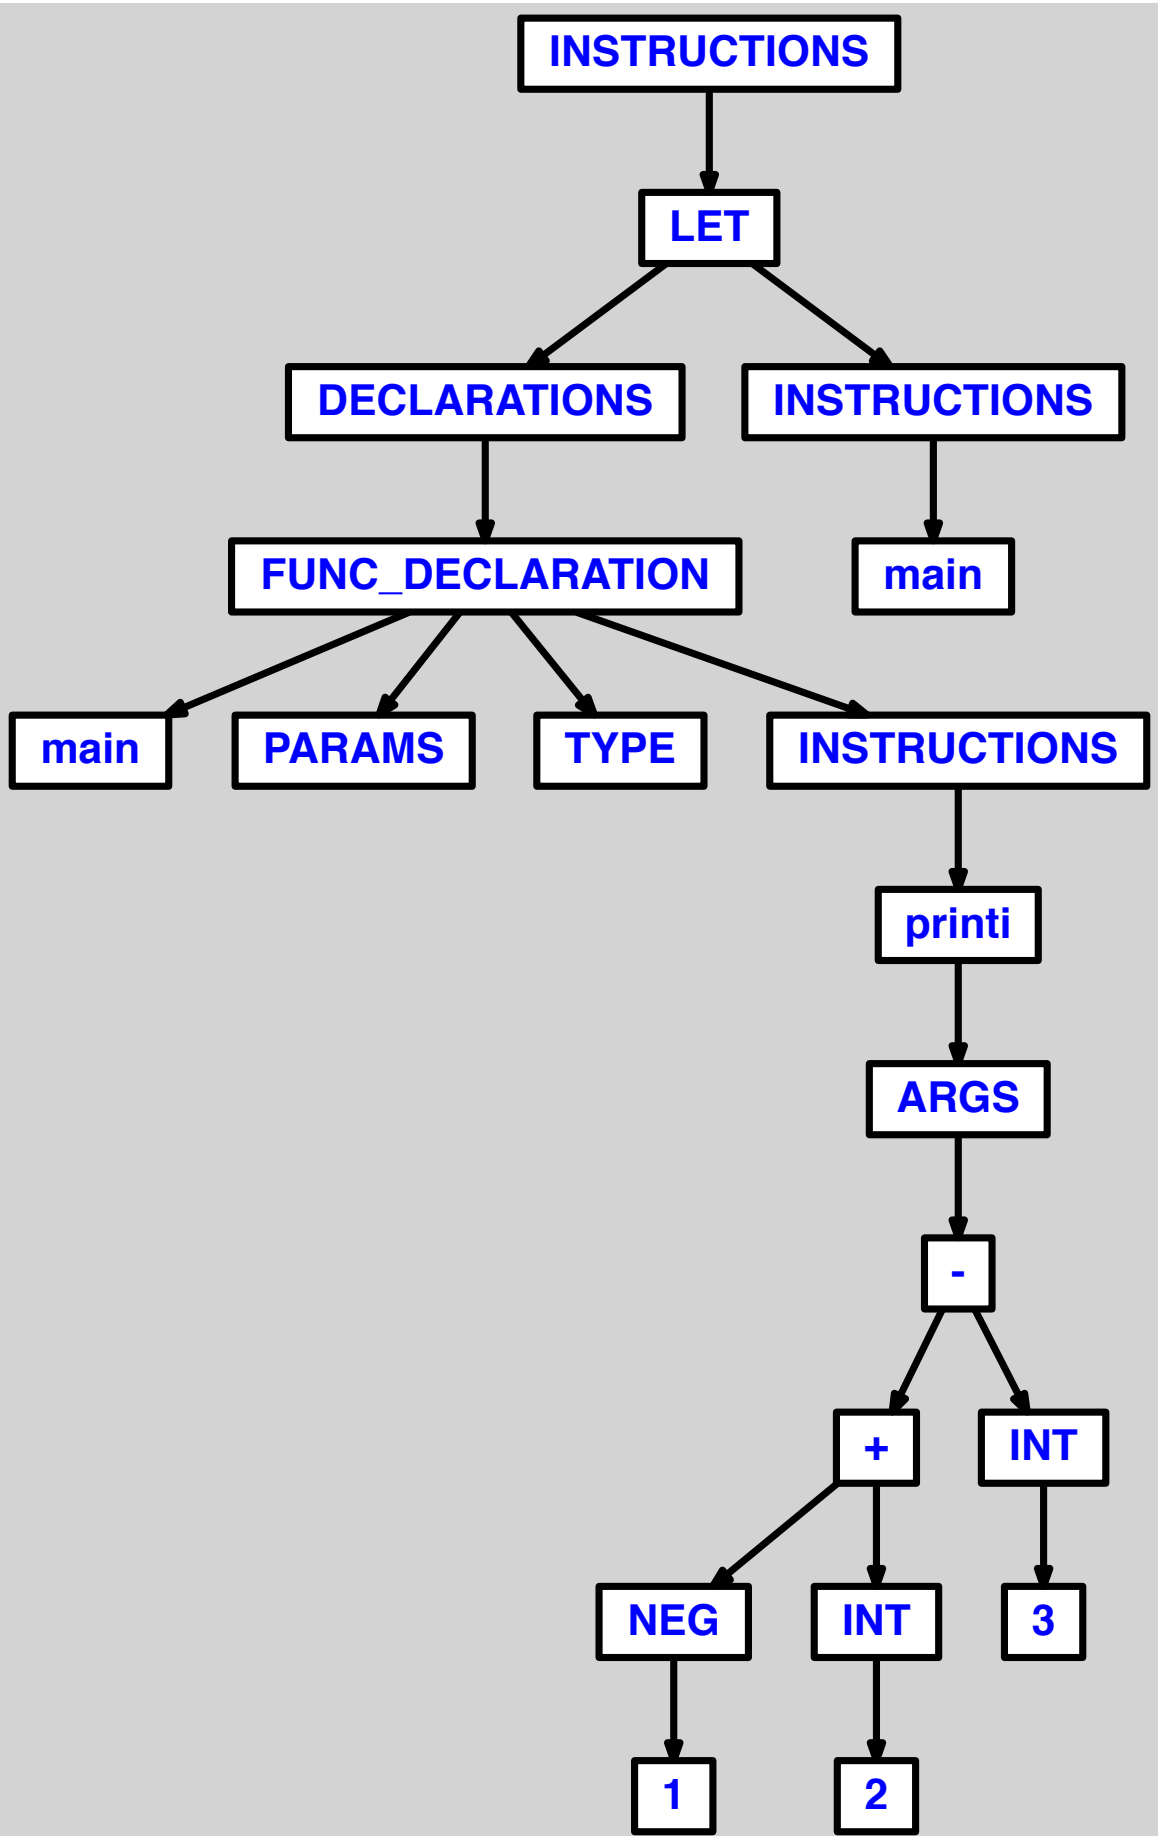 INSTRUCTIONS
LET
DECLARATIONS
INSTRUCTIONS
FUNC_DECLARATION
main
main
PARAMS
TYPE
INSTRUCTIONS
printi
ARGS
-
+
INT
NEG
INT
3
1
2